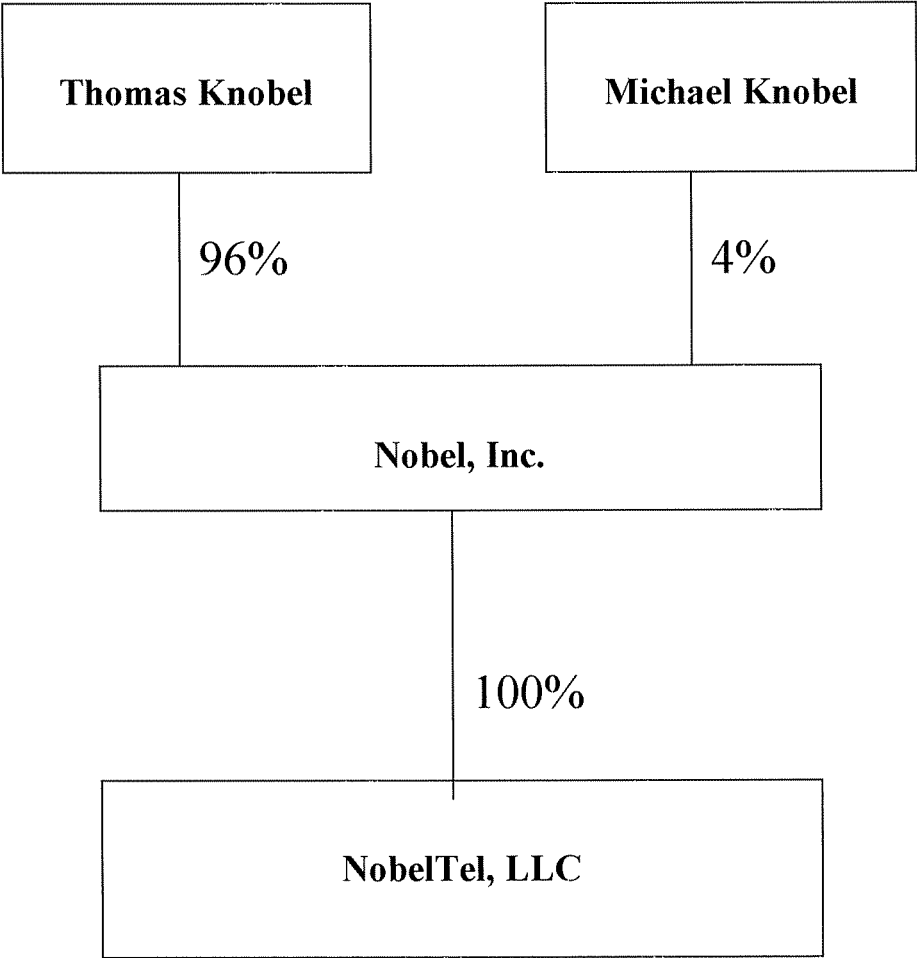 Thomas Knobel
Michael Knobel
96%
4%
Nobel, Inc.
100%
NobelTel, LLC